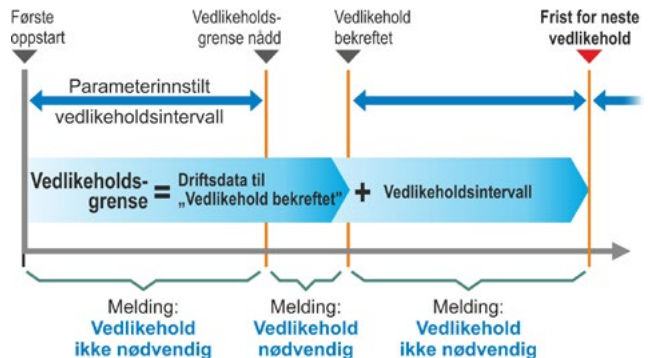 Første
oppstart
Vedlikeholds-
grense nådd
Vedlikehold
bekreftet
Frist for neste
vedlikehold
Parameterinnstilt
vedlikeholdsintervall
Vedlikeholds-
grense
=
Driftsdata til
„Vedlikehold bekreftet"
+
Vedlikeholdsintervall
Melding:
Vedlikehold
ikke nødvendig
Melding:
Vedlikehold
nødvendig
Melding:
Vedlikehold
ikke nødvendig